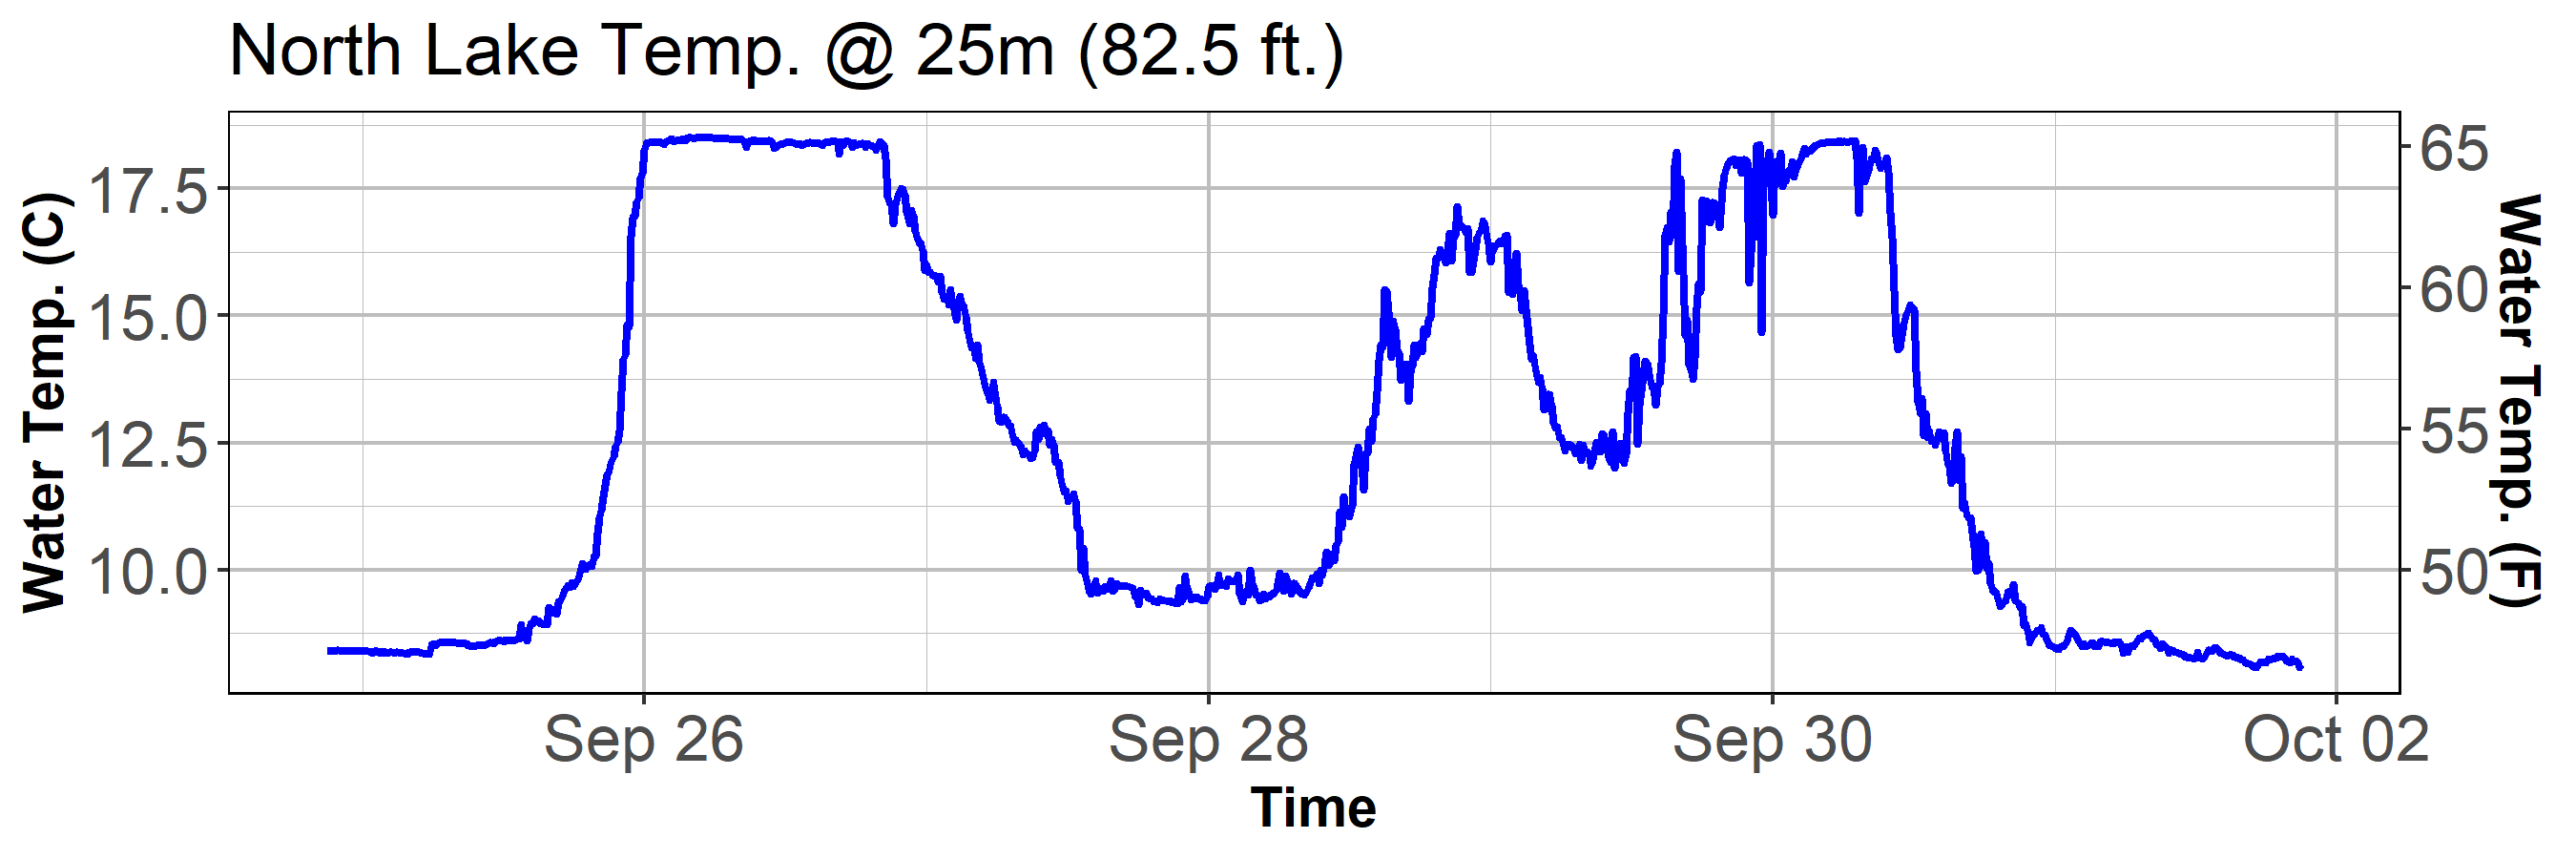 North Lake Temp. @ 25m (82.5 ft.)
Water Temp. (C)
17.5
15.0
12.5
10.0
65
60
55
50
Water Temp. (F)
Sep 26
Sep 28
Sep 30
Oct 02
Time